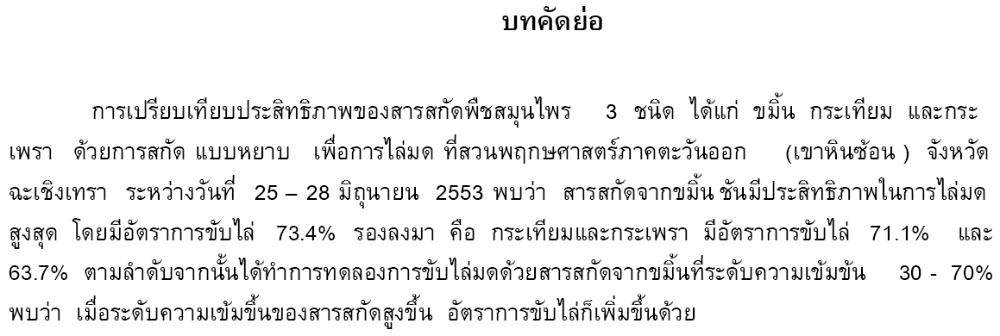 บทคัดย่อ
การเปรียบเทียบประสิทธิภาพของสารสกัดพืชสมุนไพร 3 ชนิด ได้แก่ ขมิ้น กระเทียม และกระ
เพรา ด้วยการสกัด แบบหยาบ เพื่อการไล่มด ที่สวนพฤกษศาสตร์ภาคตะวันออก (เขาหินซ้อน ) จังหวัด
ฉะเชิงเทรา ระหว่างวันที่ 25 – 28 มิถุนายน 2553 พบว่า สารสกัดจากขมิ้น ชันมีประสิทธิภาพในการไล่มด
สูงสุด โดยมีอัตราการขับไล่ 73.4% รองลงมา คือ กระเทียมและกระเพรา มีอัตราการขับไล่ 71.1% และ
63.7% ตามลำดับจากนั้นได้ทำการทดลองการขับไล่มดด้วยสารสกัดจากขมิ้นที่ระดับความเข้มข้น 30 - 70%
พบว่า เมื่อระดับความเข้มขึ้นของสารสกัดสูงขึ้น อัตราการขับไล่ก็เพิ่มขึ้นด้วย